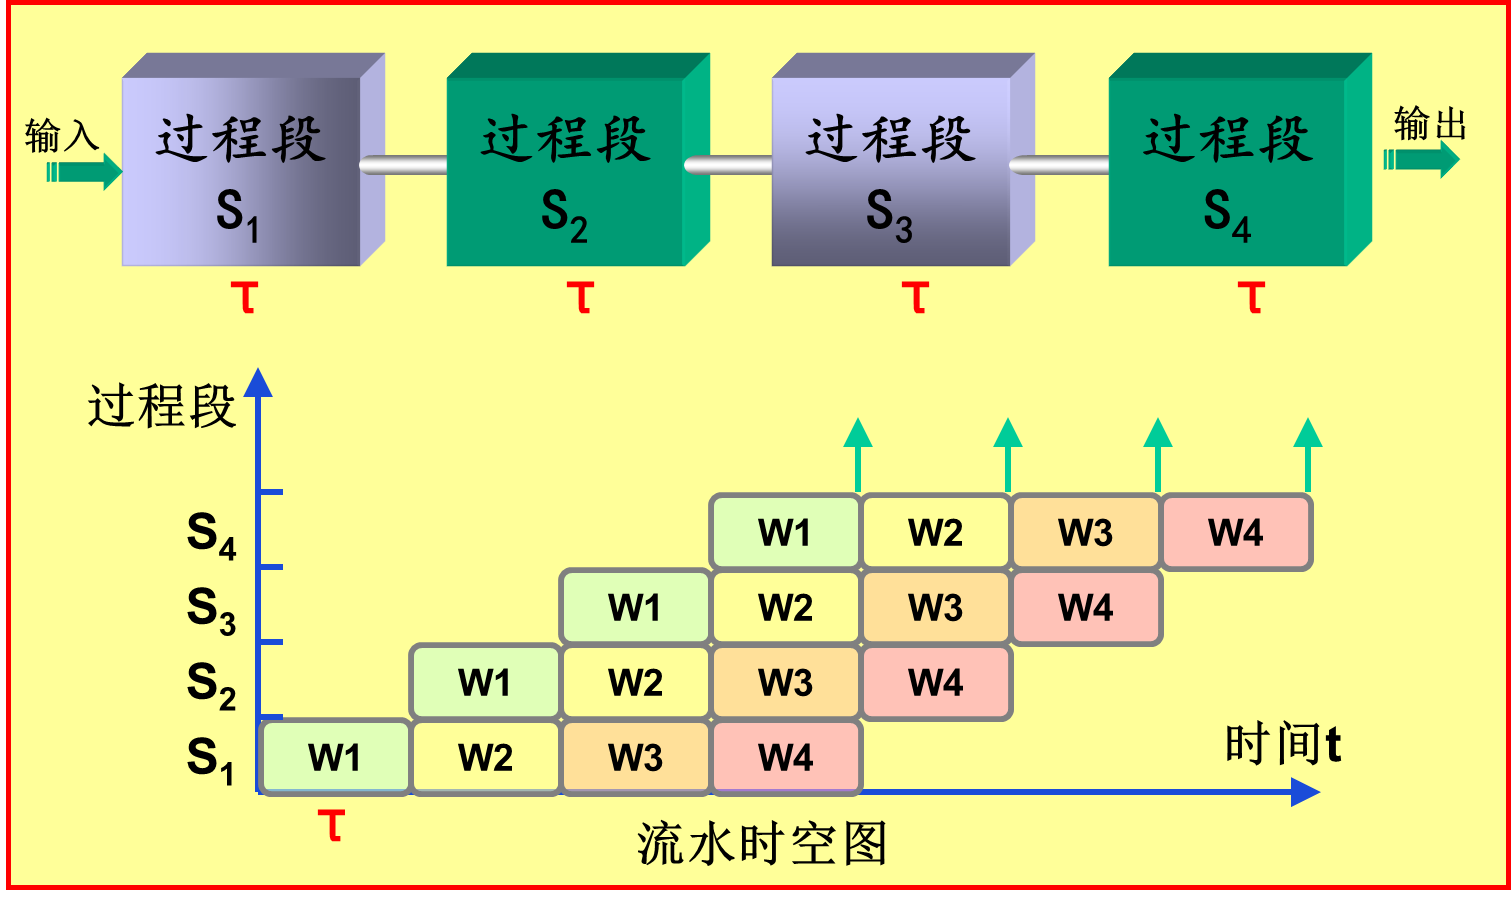 输入
过程段
S1
过程段
S2
过程段
S3
过程段
S4
输出
τ τ τ τ
过程段
S4 W1 W2 W3 W4
S3 W1 W2 W3 W4
S2 W1 W2 W3 W4
S1 W1 W2 W3 W4
时间t
τ
流水时空图